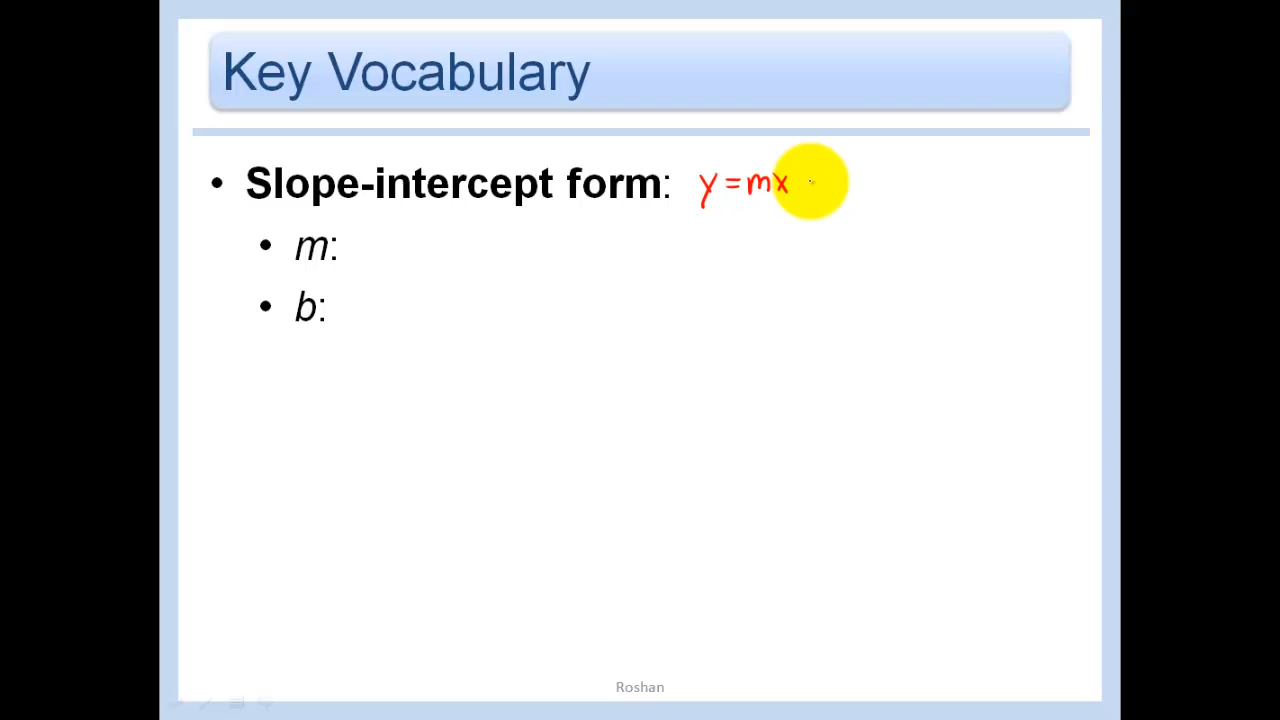 Key Vocabulary
• Slope-intercept form: y = mx
• m:
• b:
Roshan